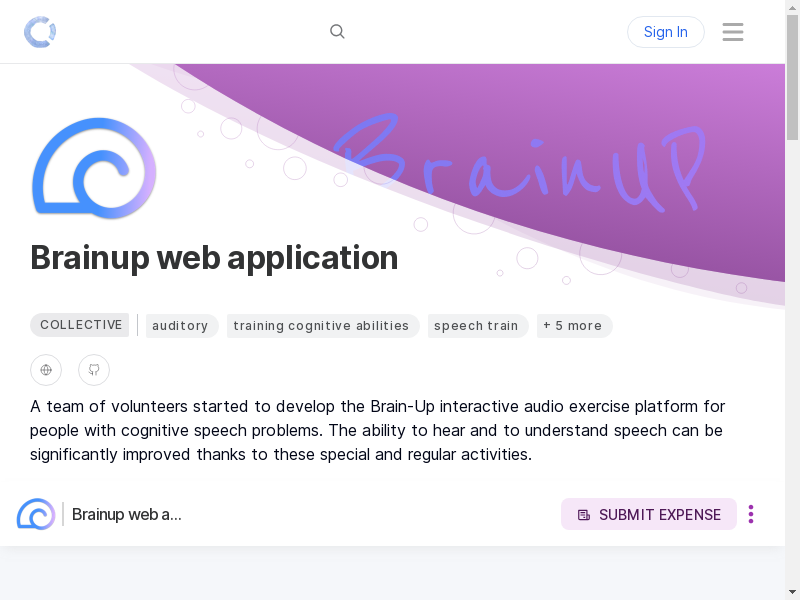 Sign In
BrainUP
Brainup web application
COLLECTIVE auditory training cognitive abilities speech train + 5 more
A team of volunteers started to develop the Brain-Up interactive audio exercise platform for
people with cognitive speech problems. The ability to hear and to understand speech can be
significantly improved thanks to these special and regular activities.
Brainup web a... SUBMIT EXPENSE